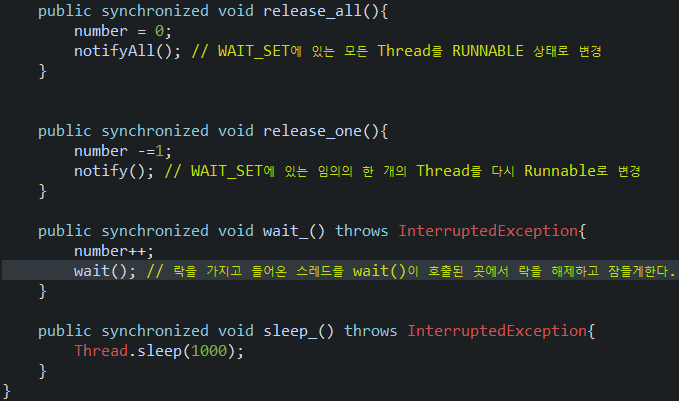 public synchronized void release_all(){
number = 0;
notifyAll(); // WAIT_SET에 있는 모든 Thread를 RUNNABLE 상태로 변경
}
public synchronized void release_one(){
number -=1;
notify(); // WAIT_SET에 있는 임의의 한 개의 Thread를 다시 Runnable로 변경
}
public synchronized void wait_() throws InterruptedException{
number++;
wait(); // 락을 가지고 들어온 스레드를 wait()이 호출된 곳에서 락을 해제하고 잠들게한다.
}
public synchronized void sleep_() throws InterruptedException{
Thread.sleep(1000);
}
}